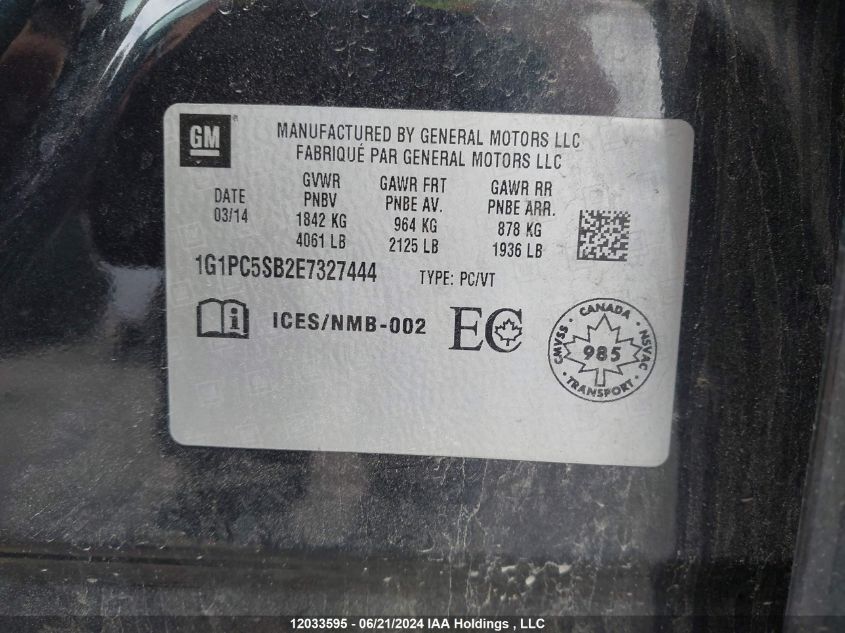 GM
MANUFACTURED BY GENERAL MOTORS LLC
FABRIQUÉ PAR GENERAL MOTORS LLC
DATE
03/14
GVWR
PNBV
1842 KG
4061 LB
GAWR FRT
PNBE AV.
964 KG
2125 LB
GAWR RR
PNBE ARR.
878 KG
1936 LB
1G1PC5SB2E7327444 TYPE: PC/VT
ICES/NMB-002
EC
CANADA
CMVSS
985
NSVAC
TRANSPORT
12033595 - 06/21/2024 IAA Holdings , LLC